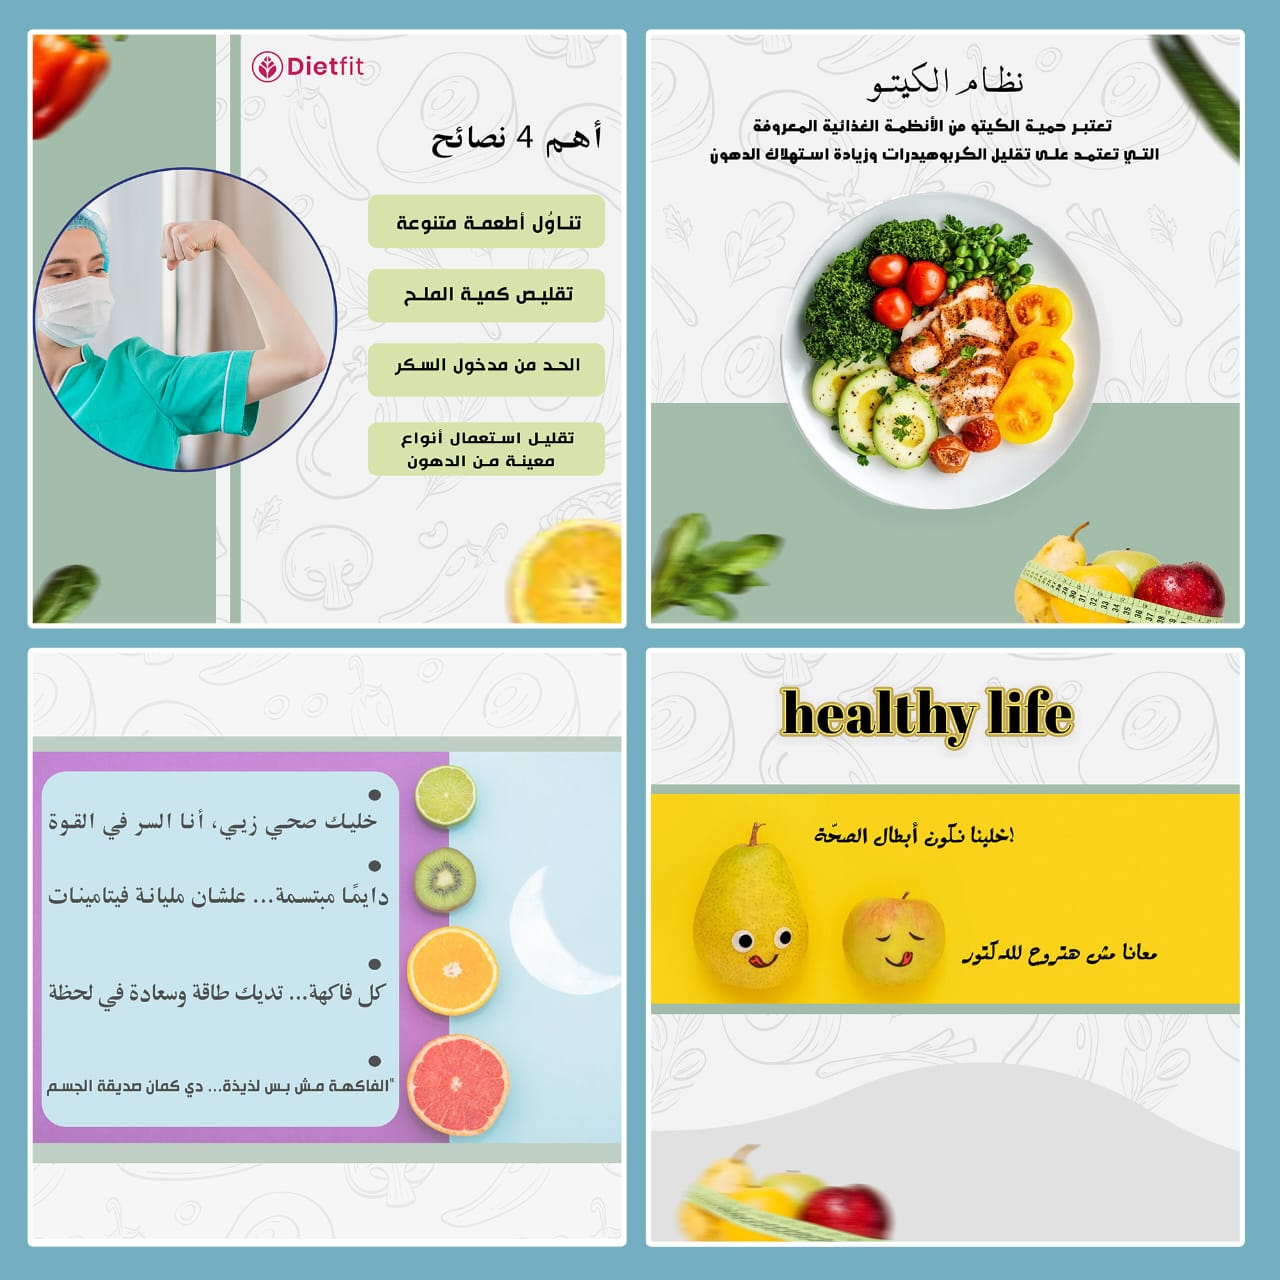 Dietfit
أهم 4 نصائح
تناوُل أطعمة متنوعة
تقليص كمية الملح
الحد من مدخول السكر
تقليل استعمال أنواع
معينة من الدهون
نظام الكيتو
تعتبر حمية الكيتو من الأنظمة الغذائية المعروفة
التي تعتمد على تقليل الكربوهيدرات وزيادة استهلاك الدهون
خليك صحي زيي، أنا السر في القوة
دايمًا مبتسمة... علشان مليانة فيتامينات
كل فاكهة... تديك طاقة وسعادة في لحظة
"الفاكهة مش بس لذيذة... دي كمان صديقة الجسم
healthy life
!خلينا نكون أبطال الصحّة
معانا مش هتروح للدكتور